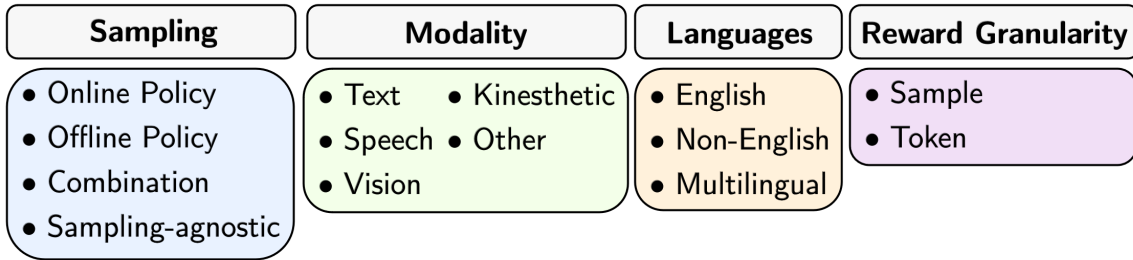 Sampling
• Online Policy
• Offline Policy
• Combination
• Sampling-agnostic
Modality
• Text • Kinesthetic
• Speech • Other
• Vision
Languages
• English
• Non-English
• Multilingual
Reward Granularity
• Sample
• Token